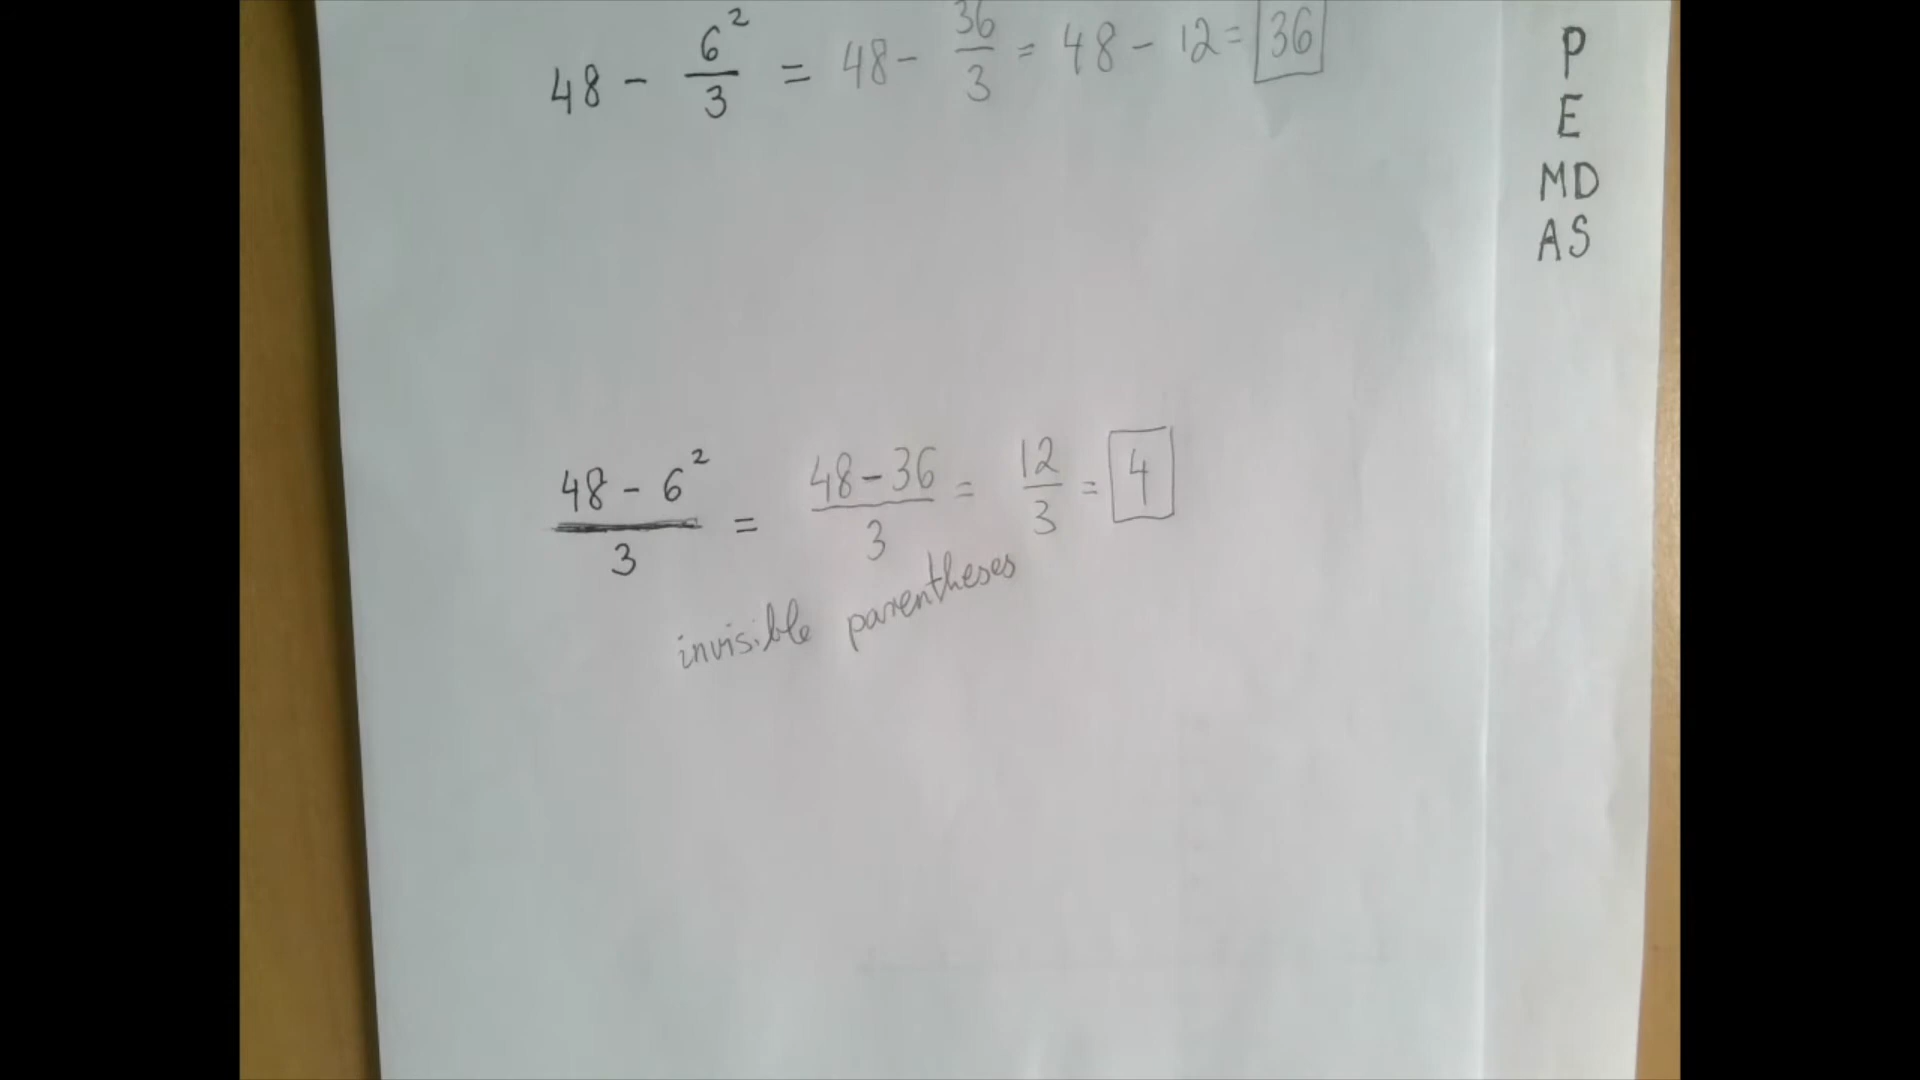 48 - 6²/3 = 48 - 36/3 = 48 - 12 = 36
P
E
MD
AS
(48 - 6²)/3 = (48 - 36)/3 = 12/3 = 4
invisible parentheses